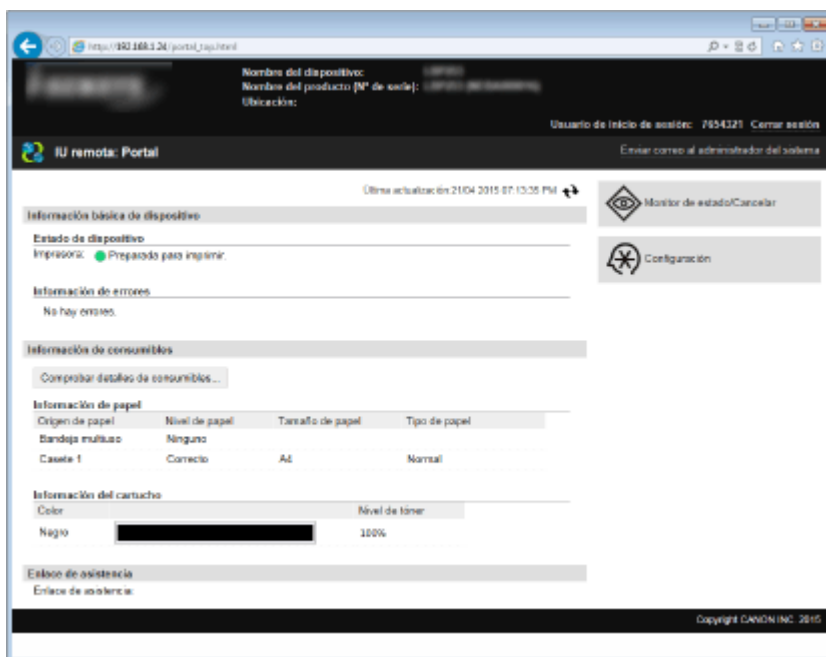 http://192.168.1.24/portal_top.html
Nombre del dispositivo:
Nombre del producto (Nº de serie):
Ubicación:
Usuario de inicio de sesión: 7654321 Cerrar sesión
IU remota: Portal
Enviar correo al administrador del sistema
Última actualización:21/04 2015 07:13:35 PM
Monitor de estado/Cancelar
Información básica de dispositivo
Estado de dispositivo
Impresora: Preparada para imprimir.
Configuración
Información de errores
No hay errores.
Información de consumibles
Comprobar detalles de consumibles...
Información de papel
Origen de papel Nivel de papel Tamaño de papel Tipo de papel
Bandeja multiuso Ninguno
Casete 1 Correcto A4 Normal
Información del cartucho
Color Nivel de tóner
Negro 100%
Enlace de asistencia
Enlace de asistencia:
Copyright CANON INC. 2015